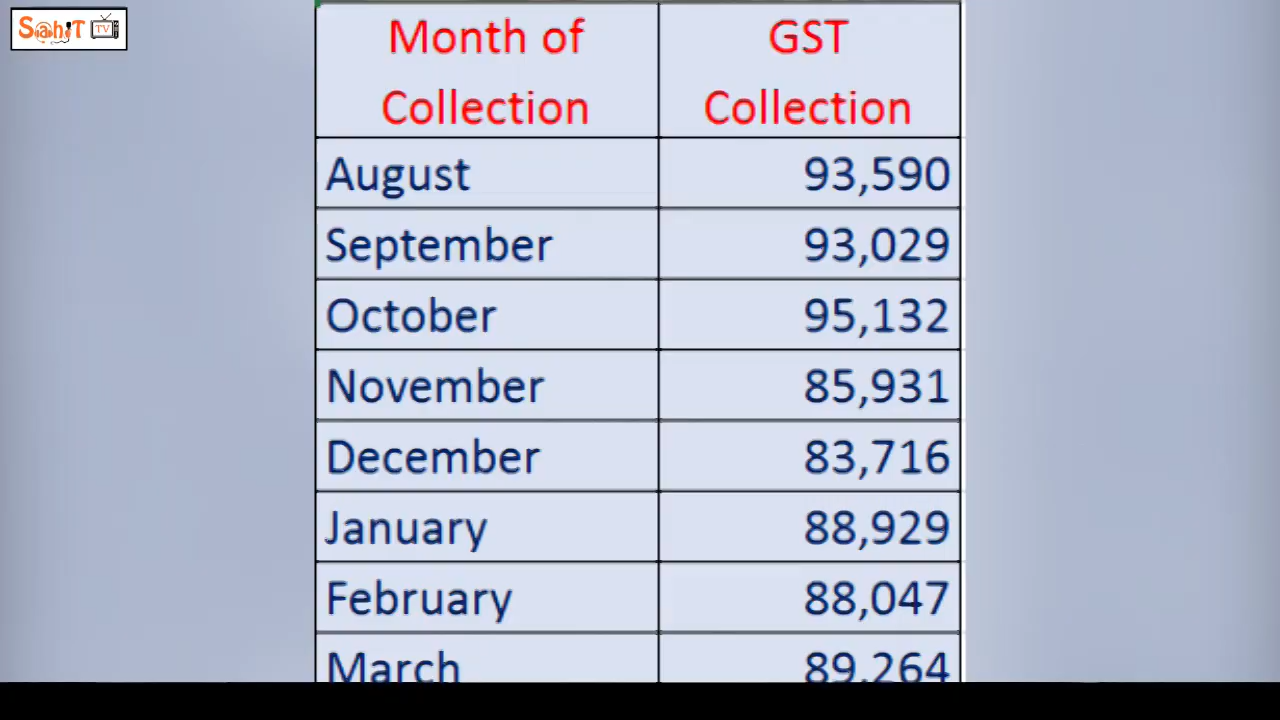 SahiT TV
Month of Collection GST Collection
August 93,590
September 93,029
October 95,132
November 85,931
December 83,716
January 88,929
February 88,047
March 89,264